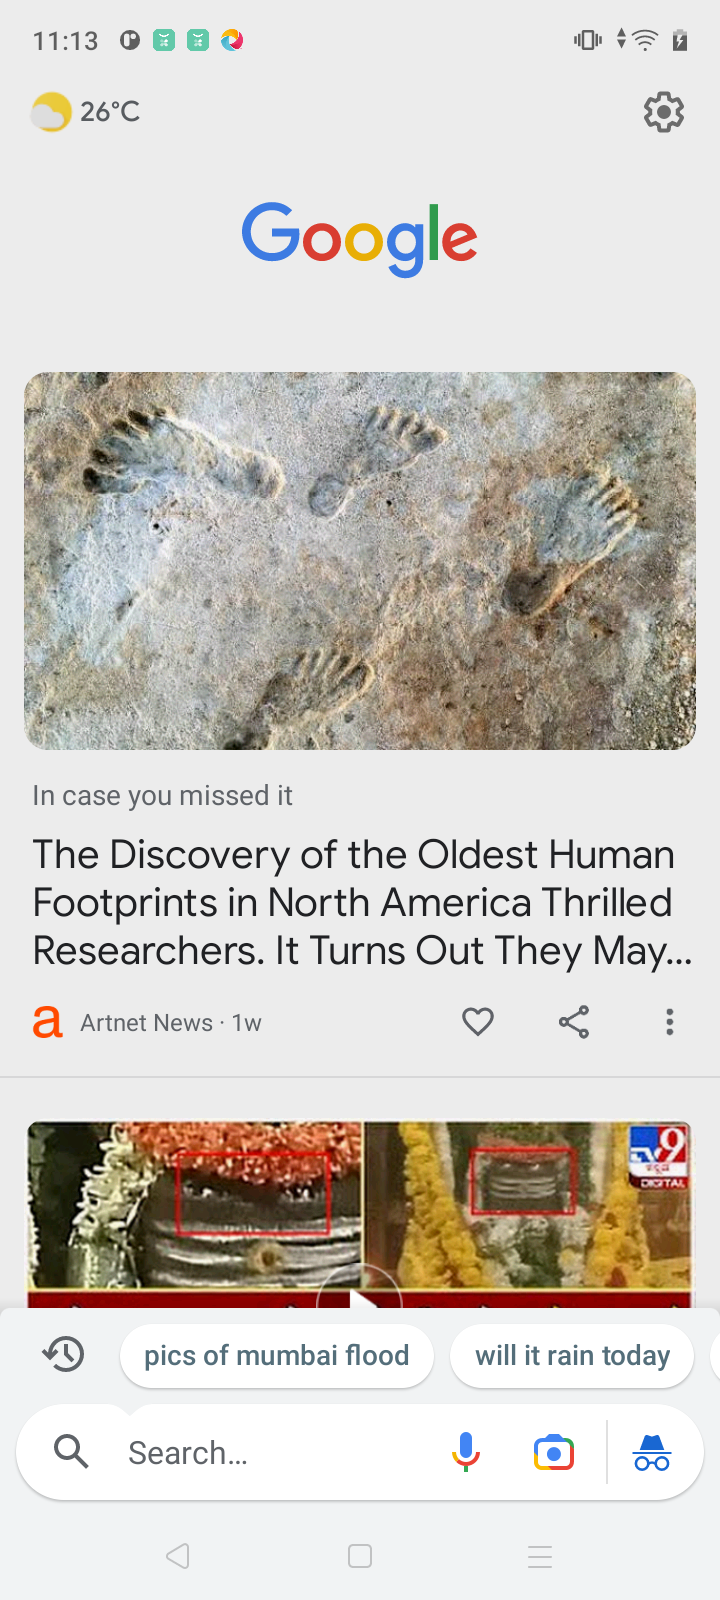 11:13
26°C
Google
In case you missed it
The Discovery of the Oldest Human
Footprints in North America Thrilled
Researchers. It Turns Out They May...
a Artnet News · 1w
9
DIGITAL
pics of mumbai flood
will it rain today
Search...